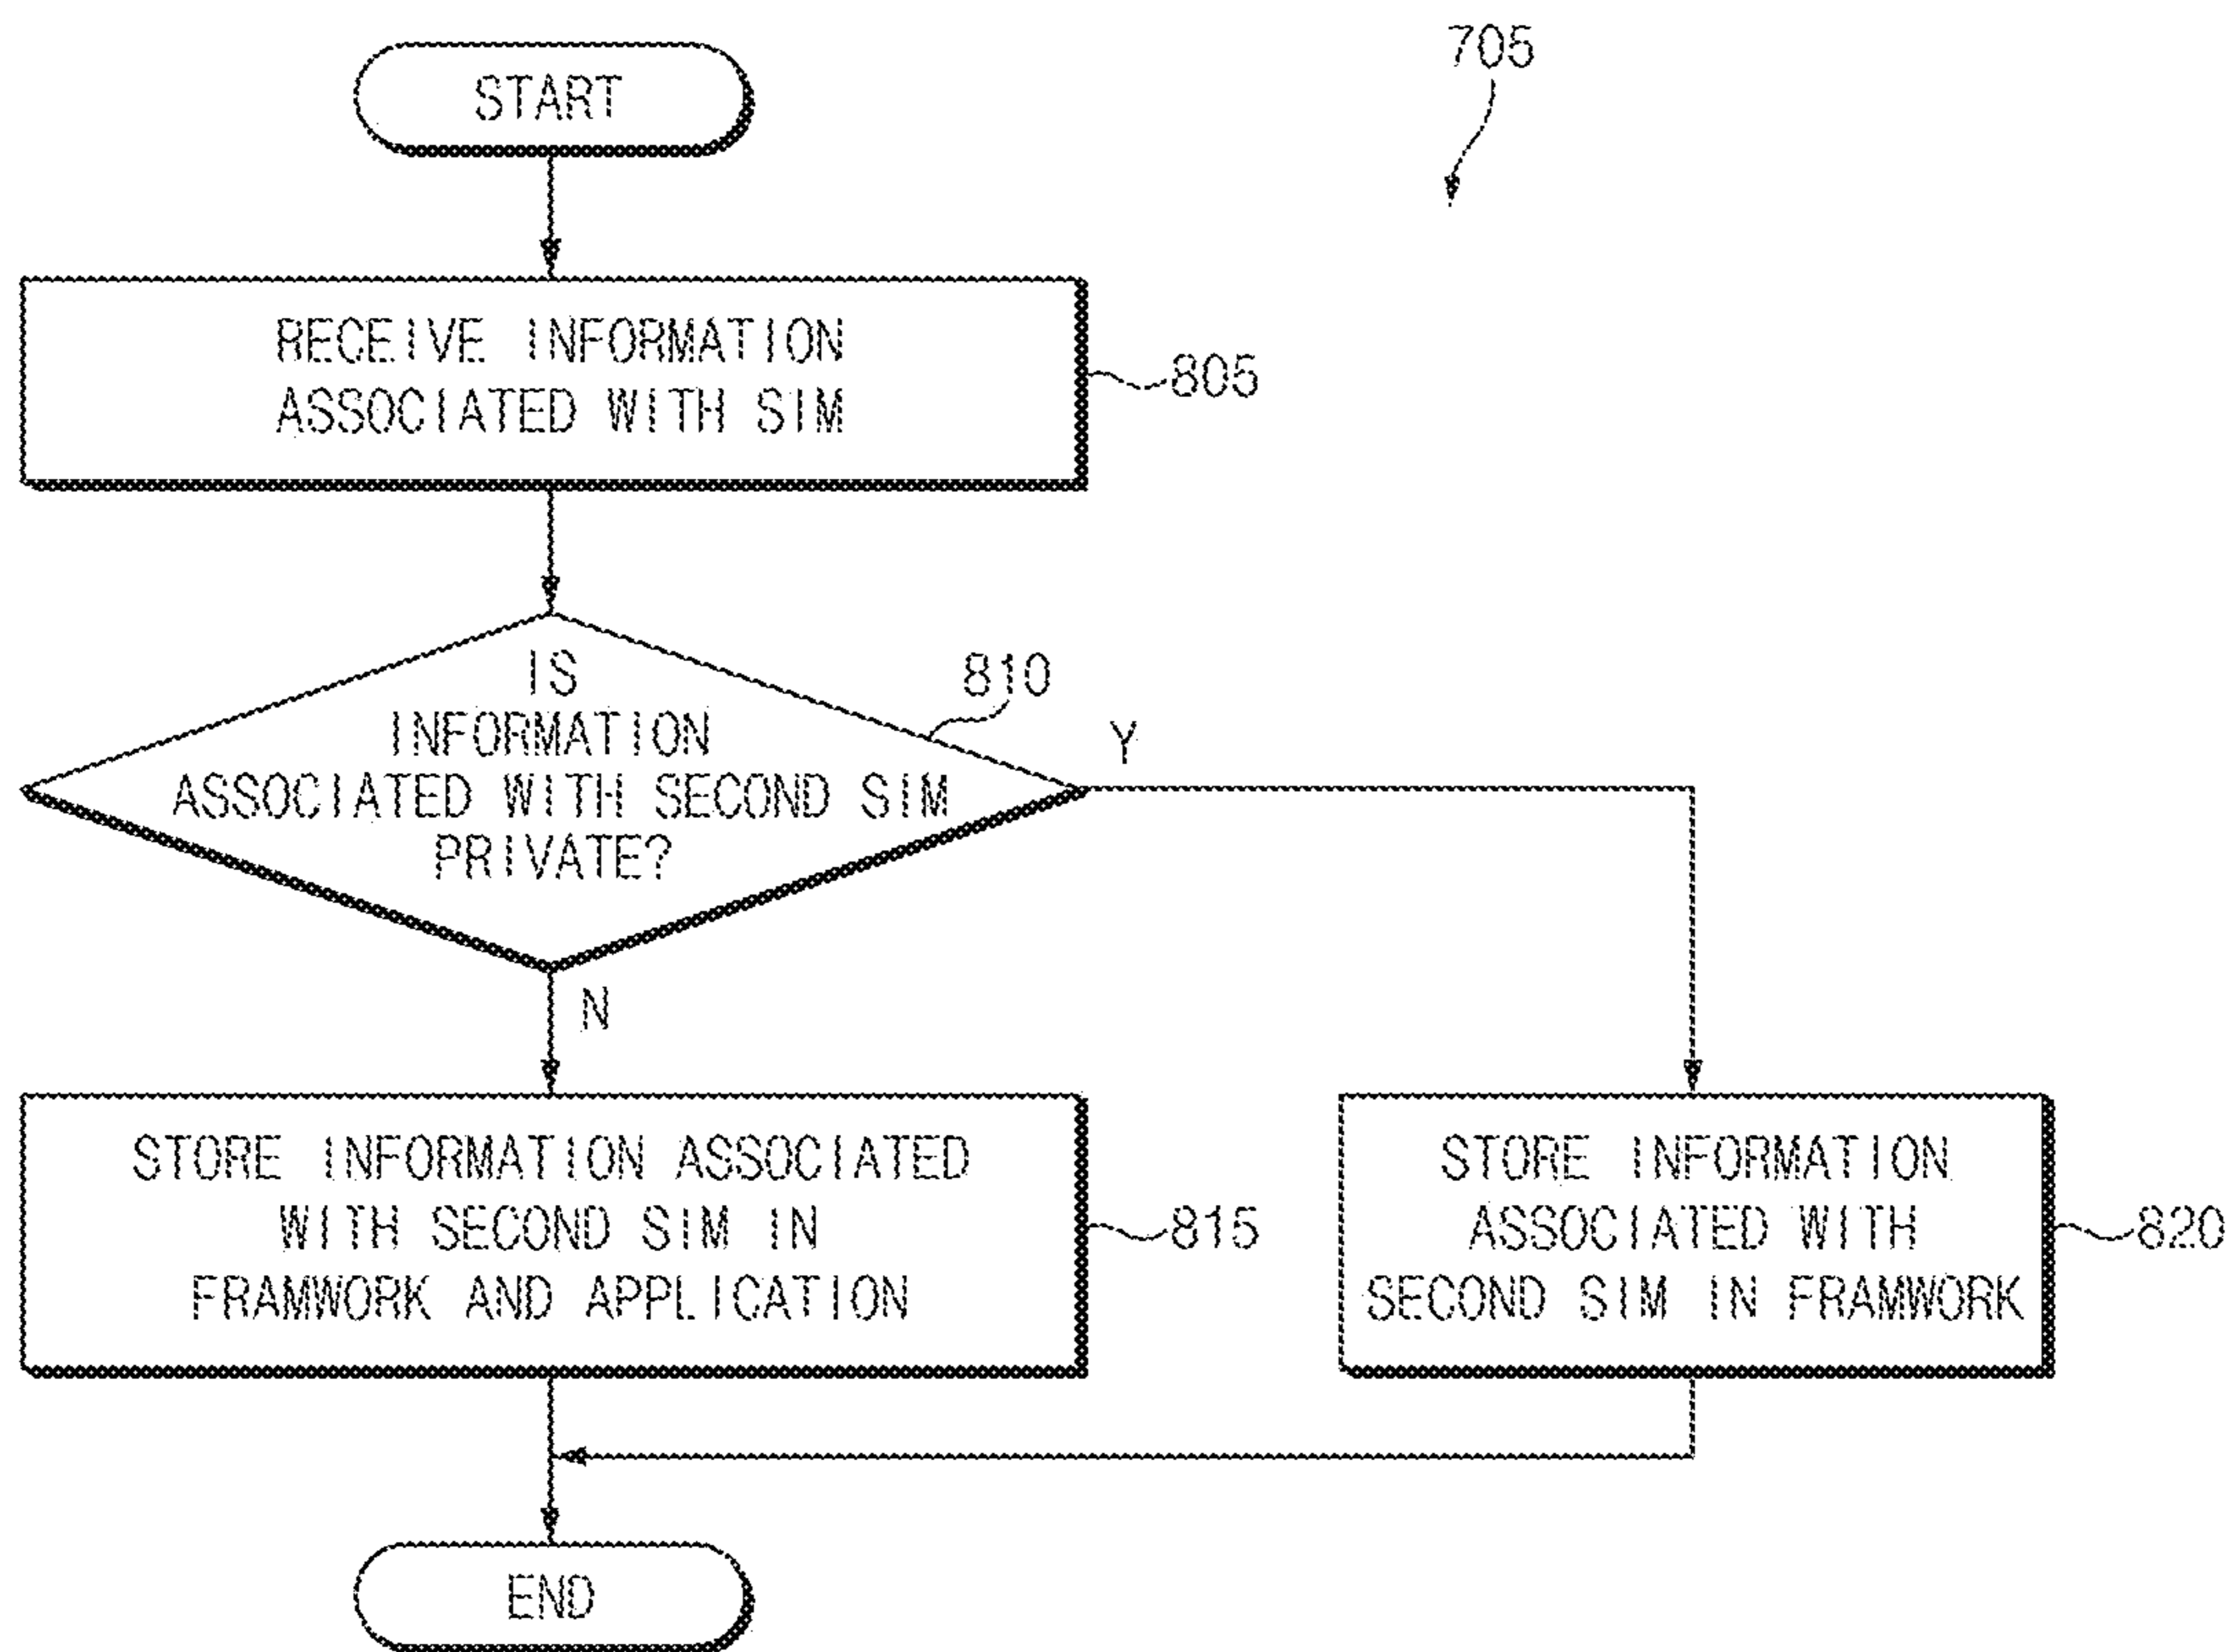 START
705
RECEIVE INFORMATION
ASSOCIATED WITH SIM
805
IS
INFORMATION
ASSOCIATED WITH SECOND SIM
PRIVATE?
810
Y
N
STORE INFORMATION ASSOCIATED
WITH SECOND SIM IN
FRAMWORK AND APPLICATION
815
STORE INFORMATION
ASSOCIATED WITH
SECOND SIM IN FRAMWORK
820
END